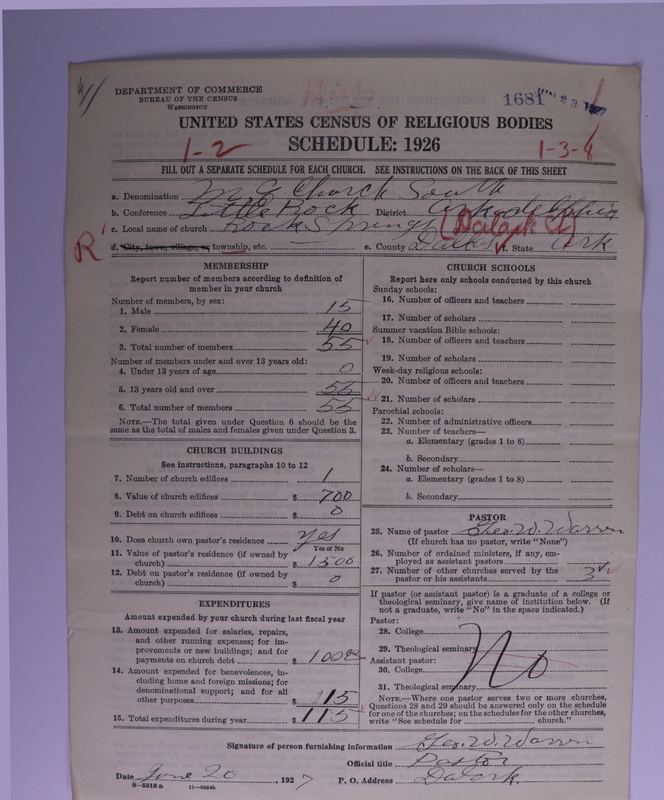 DEPARTMENT OF COMMERCE
BUREAU OF THE CENSUS
WASHINGTON
1681 JUN 23 1927
UNITED STATES CENSUS OF RELIGIOUS BODIES
SCHEDULE: 1926
1-2 1-3-8
FILL OUT A SEPARATE SCHEDULE FOR EACH CHURCH. SEE INSTRUCTIONS ON THE BACK OF THIS SHEET
a. Denomination M E Church South
b. Conference Little Rock District Arkadelphia
c. Local name of church Rock Springs (Dalark Ct)
R
d. City, town, village, or township, etc. e. County Dallas f. State Ark
MEMBERSHIP
Report number of members according to definition of member in your church
Number of members, by sex:
1. Male 15
2. Female 40
3. Total number of members 55
Number of members under and over 13 years old:
4. Under 13 years of age 0
5. 13 years old and over 55
6. Total number of members 55
NOTE.—The total given under Question 6 should be the same as the total of males and females given under Question 3.
CHURCH BUILDINGS
See instructions, paragraphs 10 to 12
7. Number of church edifices 1
8. Value of church edifices $ 700
9. Debt on church edifices $ 0
10. Does church own pastor's residence yes
Yes or No
11. Value of pastor's residence (if owned by church) $ 1500
12. Debt on pastor's residence (if owned by church) $ 0
EXPENDITURES
Amount expended by your church during last fiscal year
13. Amount expended for salaries, repairs, and other running expenses; for improvements or new buildings; and for payments on church debt $ 100
14. Amount expended for benevolences, including home and foreign missions; for denominational support; and for all other purposes $ 15
15. Total expenditures during year $ 115
CHURCH SCHOOLS
Report here only schools conducted by this church
Sunday schools:
16. Number of officers and teachers
17. Number of scholars
Summer vacation Bible schools:
18. Number of officers and teachers
19. Number of scholars
Week-day religious schools:
20. Number of officers and teachers
21. Number of scholars
Parochial schools:
22. Number of administrative officers
23. Number of teachers—
a. Elementary (grades 1 to 8)
b. Secondary
24. Number of scholars—
a. Elementary (grades 1 to 8)
b. Secondary
PASTOR
25. Name of pastor Geo. W. Warren
(If church has no pastor, write "None")
26. Number of ordained ministers, if any, employed as assistant pastors
27. Number of other churches served by the pastor or his assistants 3
If pastor (or assistant pastor) is a graduate of a college or theological seminary, give name of institution below. (If not a graduate, write "No" in the space indicated.)
Pastor:
28. College
29. Theological seminary
No
Assistant pastor:
30. College
31. Theological seminary
NOTE.—Where one pastor serves two or more churches, Questions 28 and 29 should be answered only on the schedule for one of the churches; on the schedules for the other churches, write "See schedule for church."
Signature of person furnishing information Geo. W. Warren
Official title Pastor
Date June 20, 1927 P. O. Address Dalark.
8—5518a